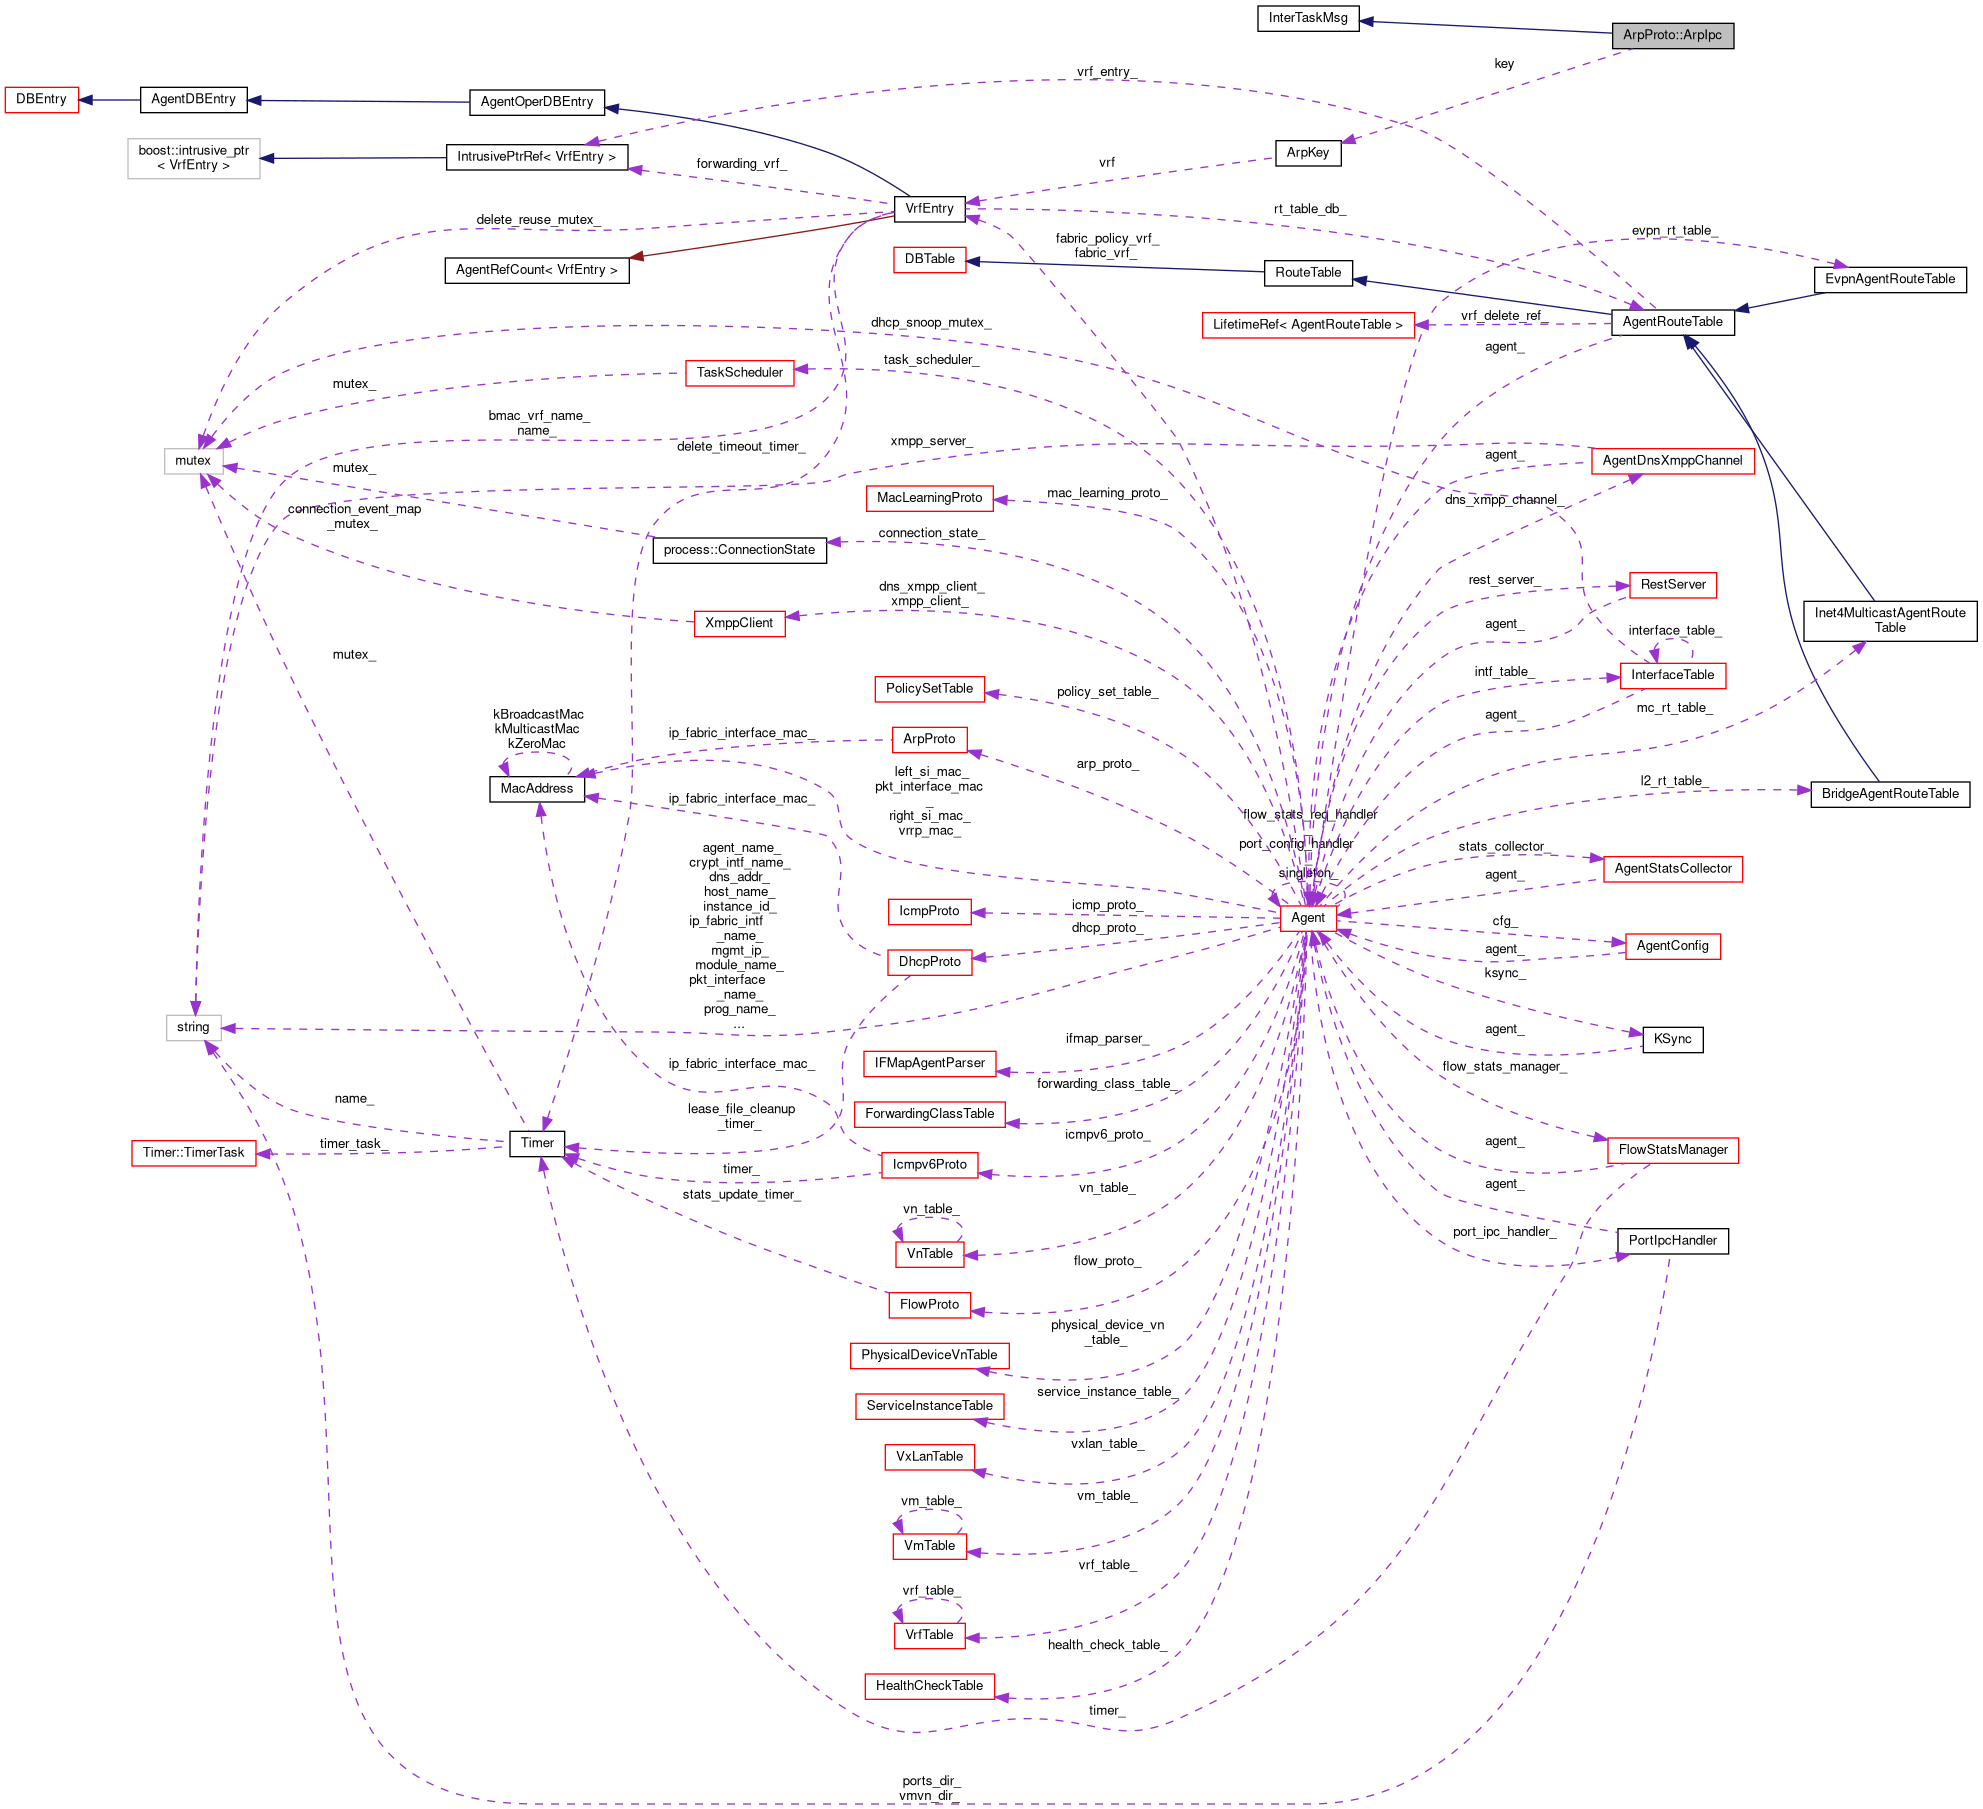 InterTaskMsg
ArpProto::ArpIpc
key
vrf_entry_
DBEntry
AgentDBEntry
AgentOperDBEntry
boost::intrusive_ptr
< VrfEntry >
IntrusivePtrRef< VrfEntry >
ArpKey
forwarding_vrf_
vrf
delete_reuse_mutex_
VrfEntry
rt_table_db_
evpn_rt_table_
fabric_policy_vrf_
fabric_vrf_
AgentRefCount< VrfEntry >
DBTable
RouteTable
EvpnAgentRouteTable
dhcp_snoop_mutex_
LifetimeRef< AgentRouteTable >
vrf_delete_ref_
AgentRouteTable
agent_
task_scheduler_
TaskScheduler
mutex_
bmac_vrf_name_
name_
delete_timeout_timer_
xmpp_server_
agent_
mutex
mutex_
AgentDnsXmppChannel
MacLearningProto
mac_learning_proto_
dns_xmpp_channel_
connection_event_map
_mutex_
process::ConnectionState
connection_state_
dns_xmpp_client_
xmpp_client_
rest_server_
RestServer
XmppClient
agent_
interface_table_
Inet4MulticastAgentRoute
Table
mutex_
PolicySetTable
policy_set_table_
intf_table_
InterfaceTable
mc_rt_table_
agent_
kBroadcastMac
kMulticastMac
kZeroMac
ip_fabric_interface_mac_
ArpProto
arp_proto_
MacAddress
ip_fabric_interface_mac_
left_si_mac_
pkt_interface_mac
_
right_si_mac_
vrrp_mac_
l2_rt_table_
BridgeAgentRouteTable
flow_stats_req_handler
_
port_config_handler
_
singleton_
stats_collector_
AgentStatsCollector
agent_
agent_name_
crypt_intf_name_
dns_addr_
host_name_
instance_id_
ip_fabric_intf
_name_
mgmt_ip_
module_name_
pkt_interface
_name_
prog_name_
...
IcmpProto
icmp_proto_
dhcp_proto_
Agent
cfg_
AgentConfig
agent_
DhcpProto
ksync_
string
agent_
KSync
ip_fabric_interface_mac_
IFMapAgentParser
ifmap_parser_
flow_stats_manager_
forwarding_class_table_
ForwardingClassTable
name_
lease_file_cleanup
_timer_
Timer::TimerTask
timer_task_
Timer
icmpv6_proto_
agent_
FlowStatsManager
timer_
Icmpv6Proto
stats_update_timer_
vn_table_
agent_
vn_table_
VnTable
port_ipc_handler_
PortIpcHandler
flow_proto_
FlowProto
physical_device_vn
_table_
PhysicalDeviceVnTable
service_instance_table_
ServiceInstanceTable
vxlan_table_
VxLanTable
vm_table_
vm_table_
VmTable
vrf_table_
vrf_table_
VrfTable
health_check_table_
HealthCheckTable
timer_
ports_dir_
vmvn_dir_